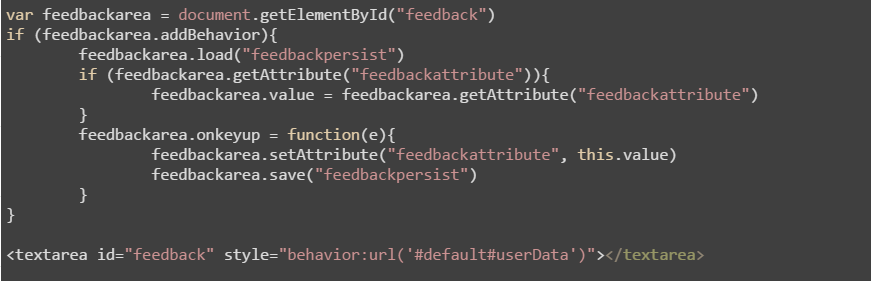 var feedbackarea = document.getElementById("feedback")
if (feedbackarea.addBehavior){
        feedbackarea.load("feedbackpersist")
        if (feedbackarea.getAttribute("feedbackattribute")){
                feedbackarea.value = feedbackarea.getAttribute("feedbackattribute")
        }
        feedbackarea.onkeyup = function(e){
                feedbackarea.setAttribute("feedbackattribute", this.value)
                feedbackarea.save("feedbackpersist")
        }
}

<textarea id="feedback" style="behavior:url('#default#userData')"></textarea>